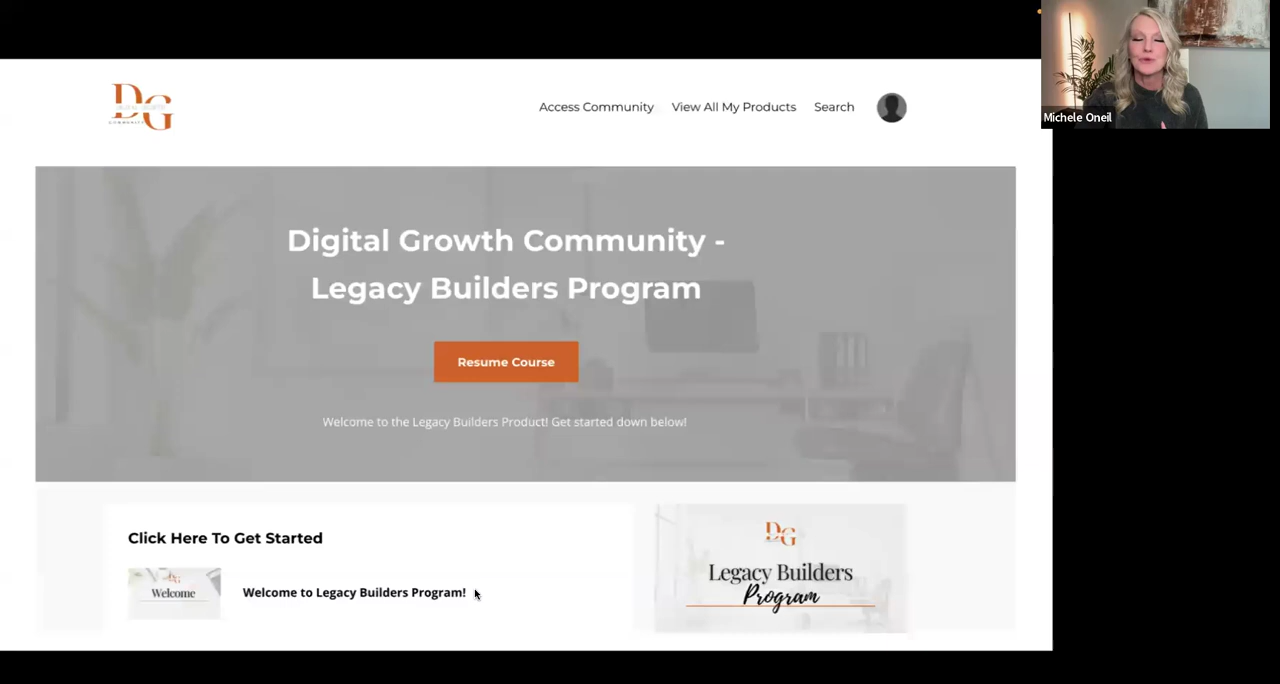 Michele Oneil
DG
COMMUNITY
Access Community
View All My Products
Search
Digital Growth Community -
Legacy Builders Program
Resume Course
Welcome to the Legacy Builders Product! Get started down below!
Click Here To Get Started
Welcome
Welcome to Legacy Builders Program!
DG
Legacy Builders
Program